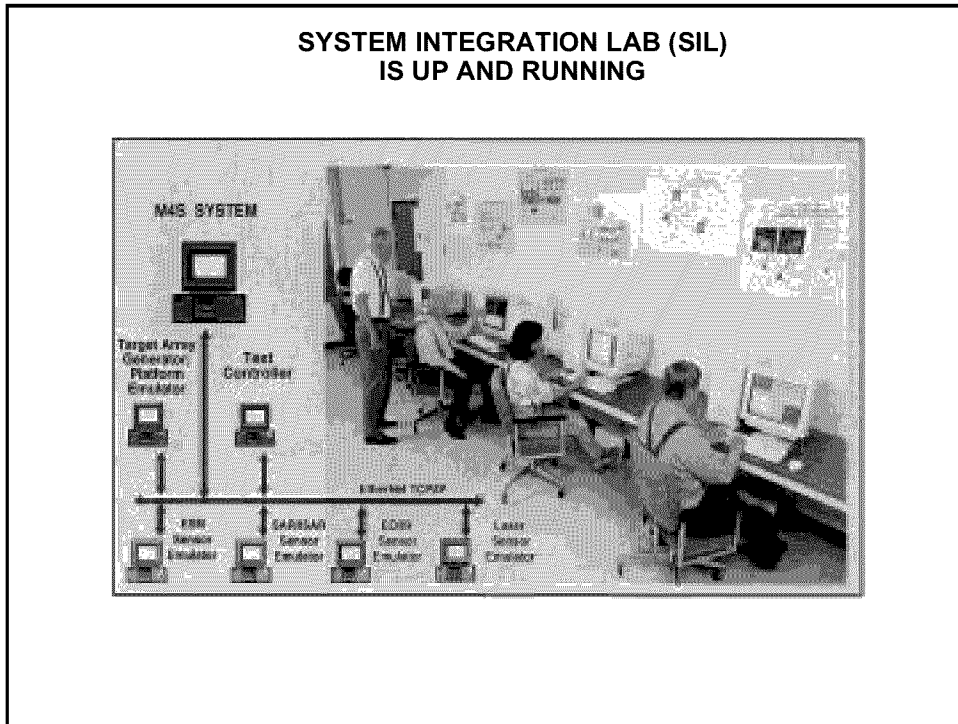 SYSTEM INTEGRATION LAB (SIL)
IS UP AND RUNNING
M4S SYSTEM
Target Array
Generator
Platform
Emulator
Test
Controller
Ethernet TCP/IP
Sensor
Emulator
Sensor
Emulator
Sensor
Emulator
Laser
Sensor
Emulator